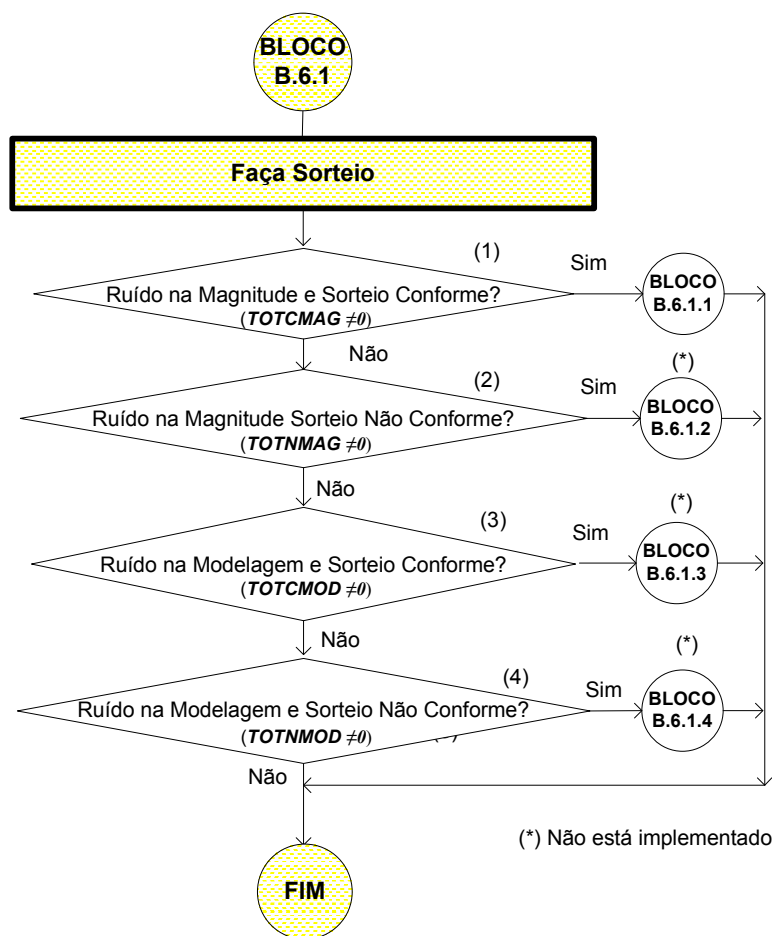 BLOCO
B.6.1
Faça Sorteio
(1)
Ruído na Magnitude e Sorteio Conforme?
(TOTCMAG ≠0)
Sim
BLOCO
B.6.1.1
Não
(2)
Ruído na Magnitude Sorteio Não Conforme?
(TOTNMAG ≠0)
Sim
(*)
BLOCO
B.6.1.2
Não
(3)
Ruído na Modelagem e Sorteio Conforme?
(TOTCMOD ≠0)
Sim
(*)
BLOCO
B.6.1.3
Não
(4)
Ruído na Modelagem e Sorteio Não Conforme?
(TOTNMOD ≠0)
Sim
(*)
BLOCO
B.6.1.4
Não
(*) Não está implementado
FIM